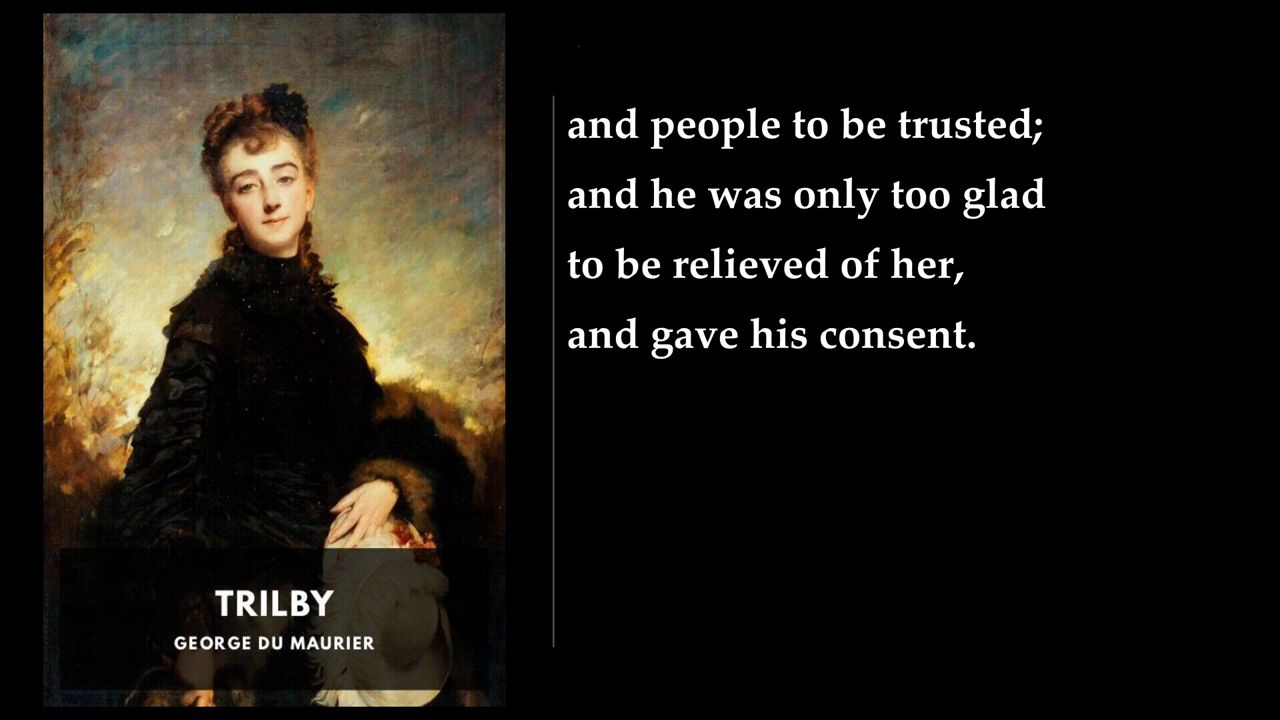 TRILBY
GEORGE DU MAURIER
and people to be trusted;
and he was only too glad
to be relieved of her,
and gave his consent.